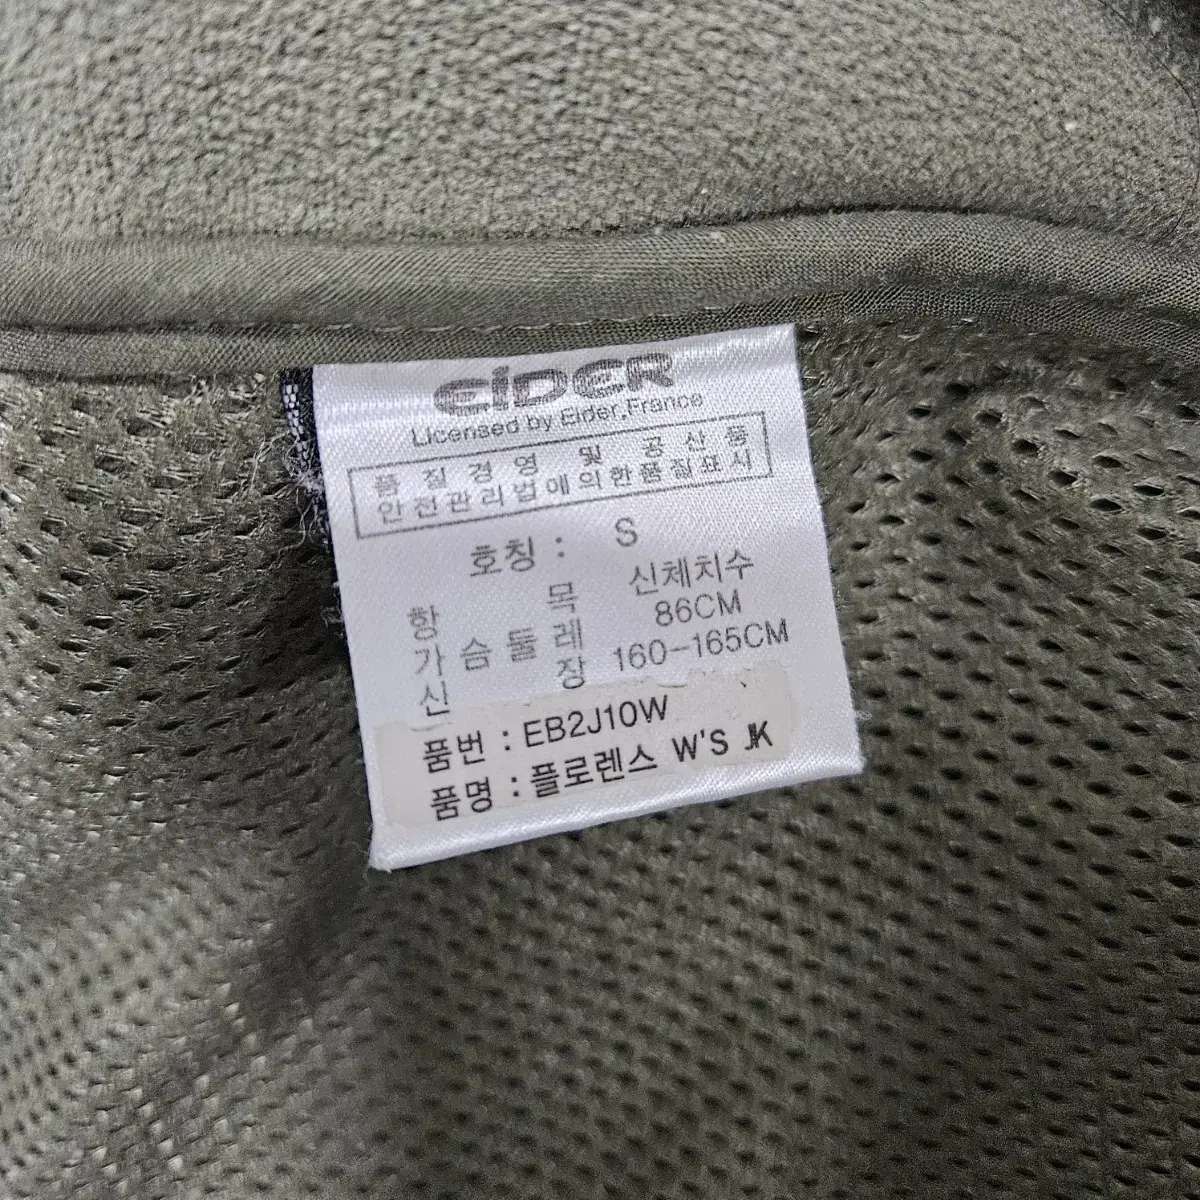 EiDER
Licensed by Eider,France
품질경영 및 공산품
안전관리법에의한품질표시
호칭 : S
항 목 신체치수
가슴둘레 86CM
신 장 160-165CM
품번 : EB2J10W
품명 : 플로렌스 W'S JK